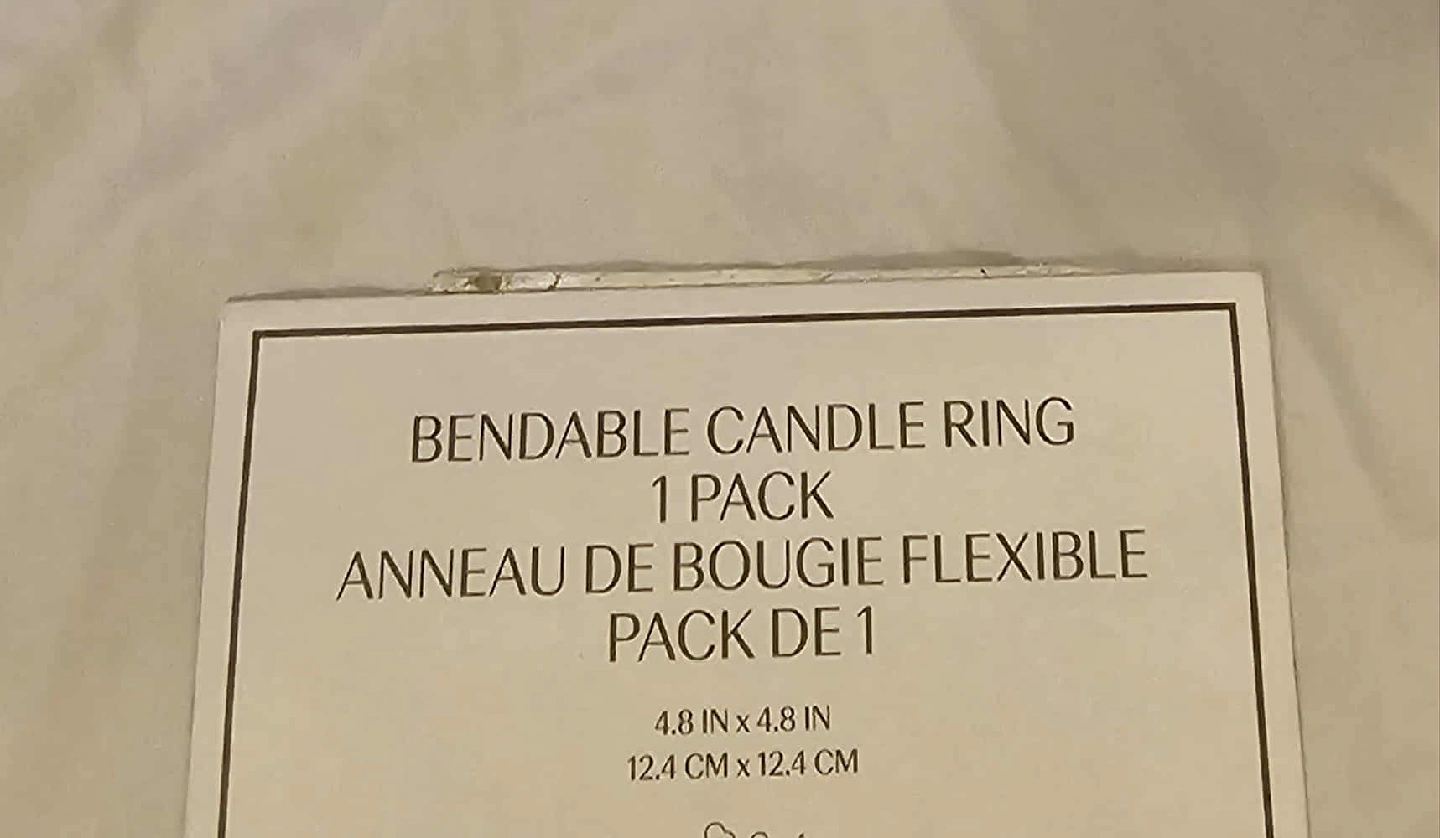 BENDABLE CANDLE RING
1 PACK
ANNEAU DE BOUGIE FLEXIBLE
PACK DE 1
4.8 IN x 4.8 IN
12.4 CM x 12.4 CM